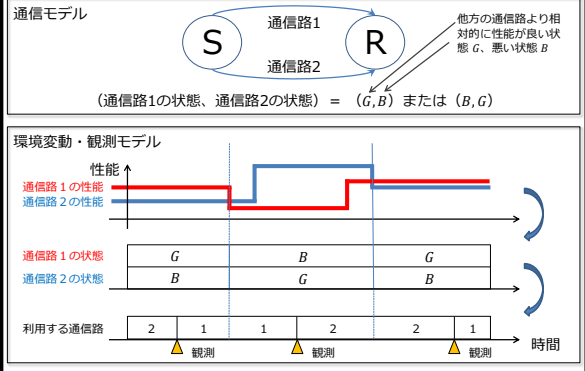 通信モデル
S
R
通信路1
通信路2
他方の通信路より相
対的に性能が良い状
態 G、悪い状態 B
(通信路1の状態、通信路2の状態) = (G,B) または (B,G)
環境変動・観測モデル
性能
通信路1の性能
通信路2の性能
通信路1の状態 G B G
通信路2の状態 B G B
利用する通信路 2 1 1 2 2 1
時間
観測 観測 観測